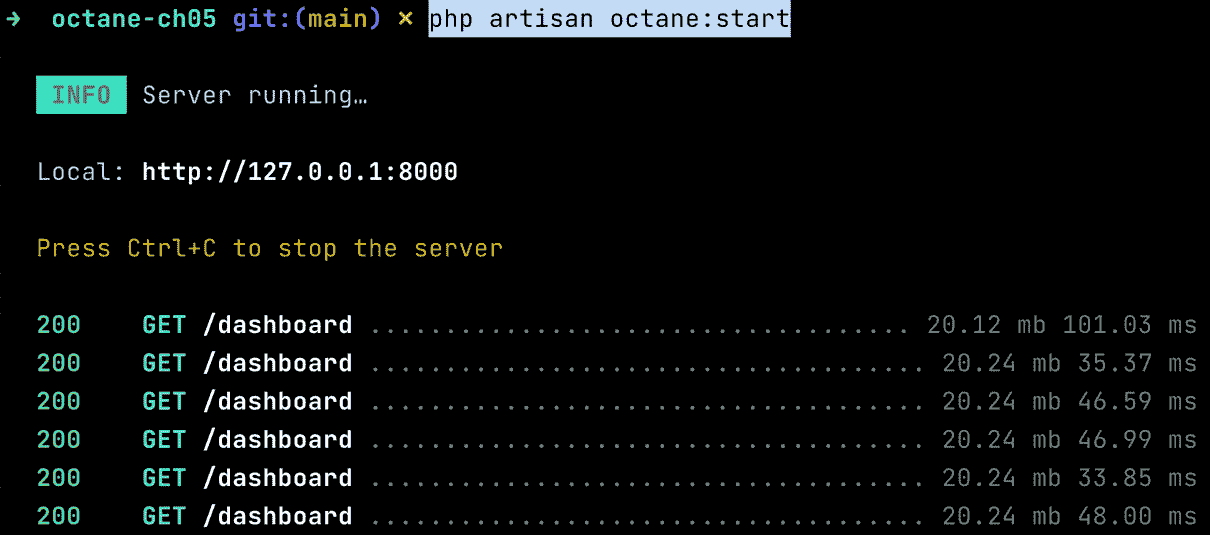 ➜ octane-ch05 git:(main) × php artisan octane:start
INFO Server running…
Local: http://127.0.0.1:8000
Press Ctrl+C to stop the server
200 GET /dashboard .................................... 20.12 mb 101.03 ms
200 GET /dashboard ..................................... 20.24 mb 35.37 ms
200 GET /dashboard ..................................... 20.24 mb 46.59 ms
200 GET /dashboard ..................................... 20.24 mb 46.99 ms
200 GET /dashboard ..................................... 20.24 mb 33.85 ms
200 GET /dashboard ..................................... 20.24 mb 48.00 ms